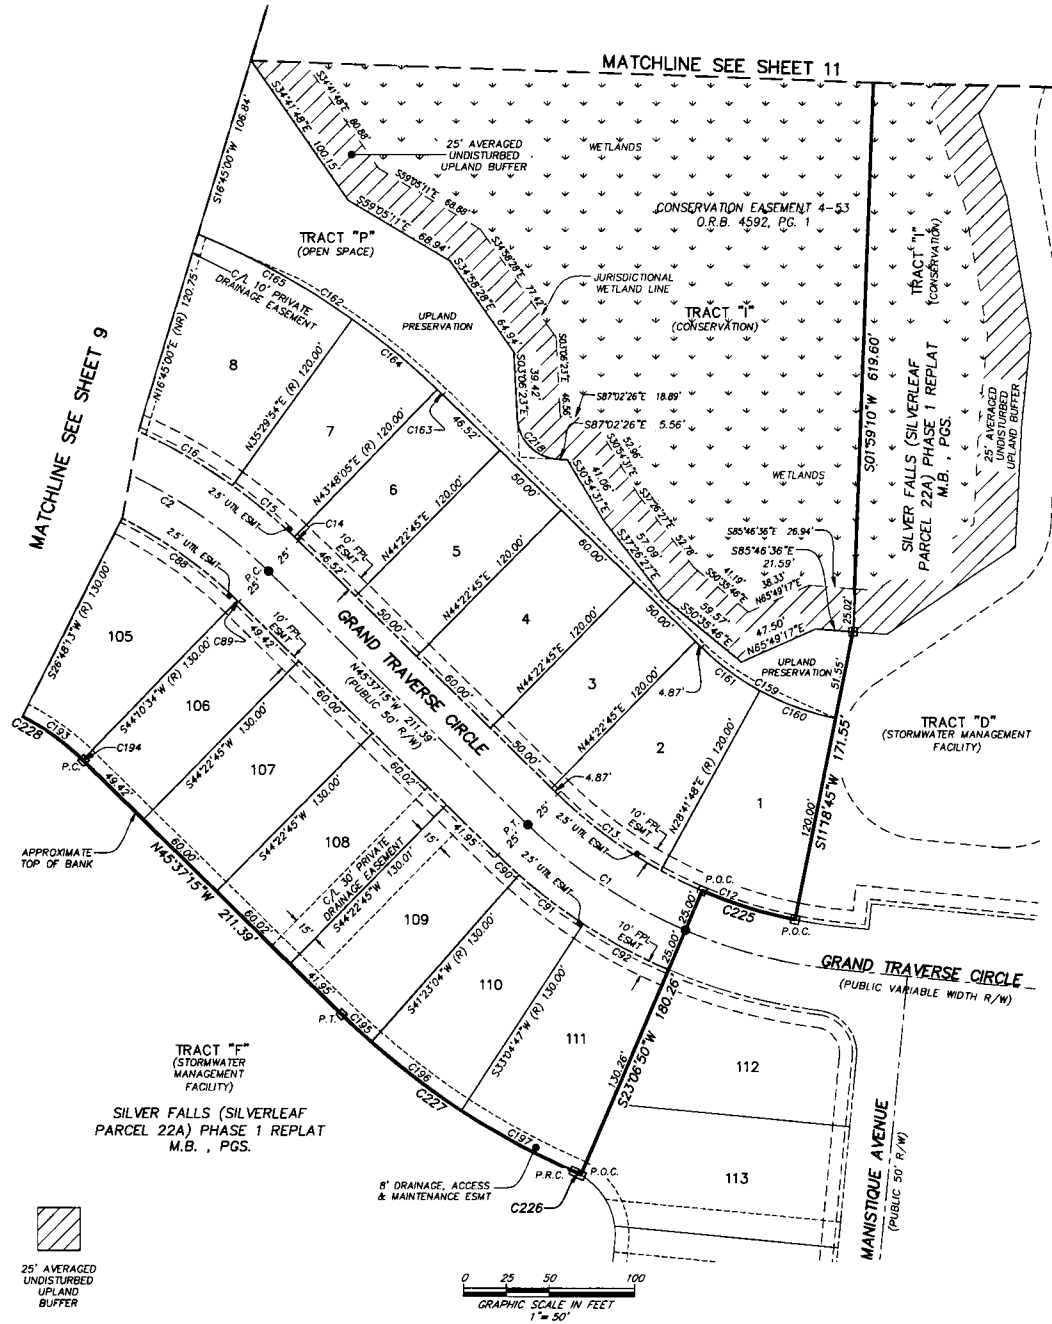 MATCHLINE SEE SHEET 11
S16°45'00"W 106.84'
S34°41'48"E 80.88'
S34°41'48"E 100.15'
25' AVERAGED
UNDISTURBED
UPLAND BUFFER
WETLANDS
S59°05'11"E 68.88'
S59°05'11"E 68.94'
CONSERVATION EASEMENT 4-53
O.R.B. 4592, PG. 1
TRACT "P"
(OPEN SPACE)
S34°58'28"E 77.42'
S34°58'28"E 64.94'
JURISDICTIONAL
WETLAND LINE
TRACT "I"
(CONSERVATION)
TRACT "I"
(CONSERVATION)
S01°59'10"W 619.60'
UPLAND
PRESERVATION
C165
C162
C/L 10' PRIVATE
DRAINAGE EASEMENT
C164
N16°45'00"E (NR) 120.75'
MATCHLINE SEE SHEET 9
8
N35°29'54"E (R) 120.00'
7
S03°06'23"E
39.42'
S03°06'23"E
46.56'
S87°02'26"E 18.89'
S87°02'26"E 5.56'
C218
C163
46.52'
N43°48'05"E (R) 120.00'
6
S30°54'31"E
52.96'
S30°54'31"E
41.06'
SILVER FALLS (SILVERLEAF
PARCEL 22A) PHASE 1 REPLAT
M.B. , PGS.
25' AVERAGED
UNDISTURBED
UPLAND BUFFER
WETLANDS
C16
C2
2.5' UTIL ESMT
C15
C14
50.00'
S37°26'27"E
52.78'
S37°26'27"E
57.09'
S85°46'36"E 26.94'
S85°46'36"E
21.59'
N44°22'45"E 120.00'
5
10' FPL
ESMT
46.52'
60.00'
41.19'
S50°35'46"E
38.33'
N65°49'17"E
59.57'
S50°35'46"E
47.50'
N65°49'17"E
25.02'
2.5' UTIL ESMT
C88
P.C.
25'
25'
N44°22'45"E 120.00'
4
50.00'
50.00'
S26°48'13"W (R) 130.00'
105
C89
49.42'
10' FPL
ESMT
GRAND TRAVERSE CIRCLE
N45°37'15"W 211.39'
(PUBLIC 50' R/W)
N44°22'45"E 120.00'
3
60.00'
UPLAND
PRESERVATION
51.55'
4.87'
C161
C159
C160
TRACT "D"
(STORMWATER MANAGEMENT
FACILITY)
S11°18'45"W 171.55'
C228
C193
C194
P.C.
S44°10'34"W (R) 130.00'
106
60.00'
N44°22'45"E 120.00'
2
50.00'
4.87'
49.42'
S44°22'45"W 130.00'
107
60.02'
N28°41'48"E (R) 120.00'
1
120.00'
APPROXIMATE
TOP OF BANK
N45°37'15"W 211.39'
60.00'
S44°22'45"W 130.00'
108
C/L 30' PRIVATE
DRAINAGE EASEMENT
S44°22'45"W 130.01'
15'
15'
41.95'
P.T.
25'
25'
2.5' UTIL ESMT
C13
10' FPL
ESMT
C1
P.O.C.
C12
C225
P.O.C.
60.02'
109
C90
2.5' UTIL ESMT
C91
10' FPL
ESMT
C92
25.00'
25.00'
GRAND TRAVERSE CIRCLE
(PUBLIC VARIABLE WIDTH R/W)
41.95'
P.T.
C195
S41°23'04"W (R) 130.00'
110
S33°04'47"W (R) 130.00'
111
S23°06'50"W 180.26'
130.26'
TRACT "F"
(STORMWATER
MANAGEMENT
FACILITY)
SILVER FALLS (SILVERLEAF
PARCEL 22A) PHASE 1 REPLAT
M.B. , PGS.
C196
C227
C197
112
113
MANISTIQUE AVENUE
(PUBLIC 50' R/W)
8' DRAINAGE, ACCESS
& MAINTENANCE ESMT
P.R.C.
P.O.C.
C226
25' AVERAGED
UNDISTURBED
UPLAND
BUFFER
0 25 50 100
GRAPHIC SCALE IN FEET
1"= 50'